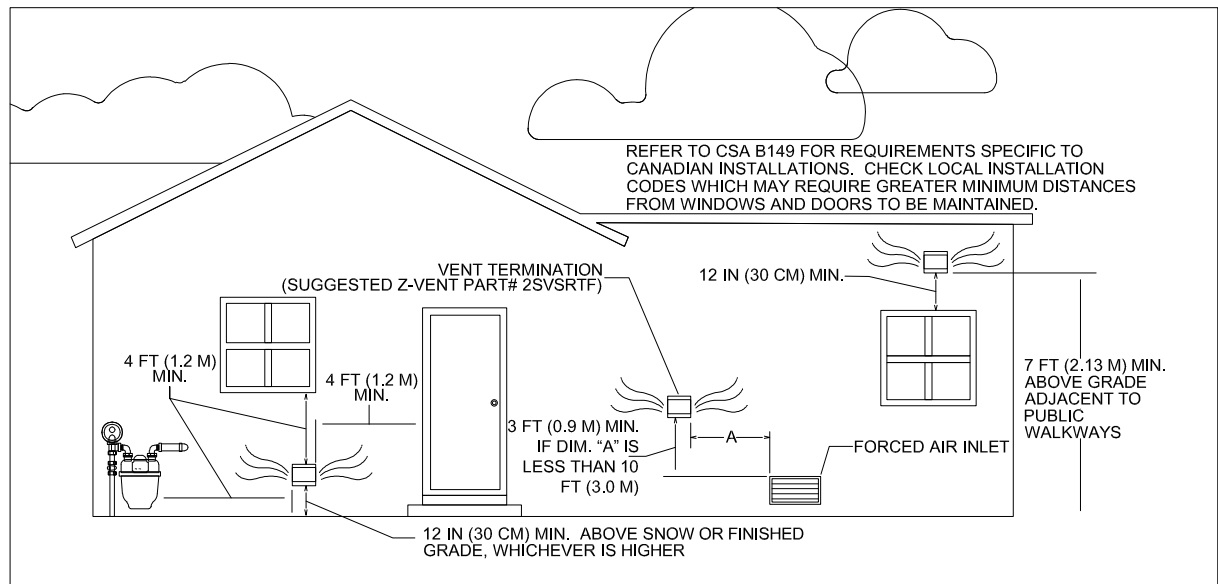 REFER TO CSA B149 FOR REQUIREMENTS SPECIFIC TO
CANADIAN INSTALLATIONS.  CHECK LOCAL INSTALLATION
CODES WHICH MAY REQUIRE GREATER MINIMUM DISTANCES
FROM WINDOWS AND DOORS TO BE MAINTAINED.
VENT TERMINATION
(SUGGESTED Z-VENT PART# 2SVSRTF)
12 IN (30 CM) MIN.
4 FT (1.2 M)
MIN.
4 FT (1.2 M)
MIN.
3 FT (0.9 M) MIN.
IF DIM. “A” IS
LESS THAN 10
FT (3.0 M)
A
FORCED AIR INLET
7 FT (2.13 M) MIN.
ABOVE GRADE
ADJACENT TO
PUBLIC
WALKWAYS
12 IN (30 CM) MIN.  ABOVE SNOW OR FINISHED
GRADE, WHICHEVER IS HIGHER